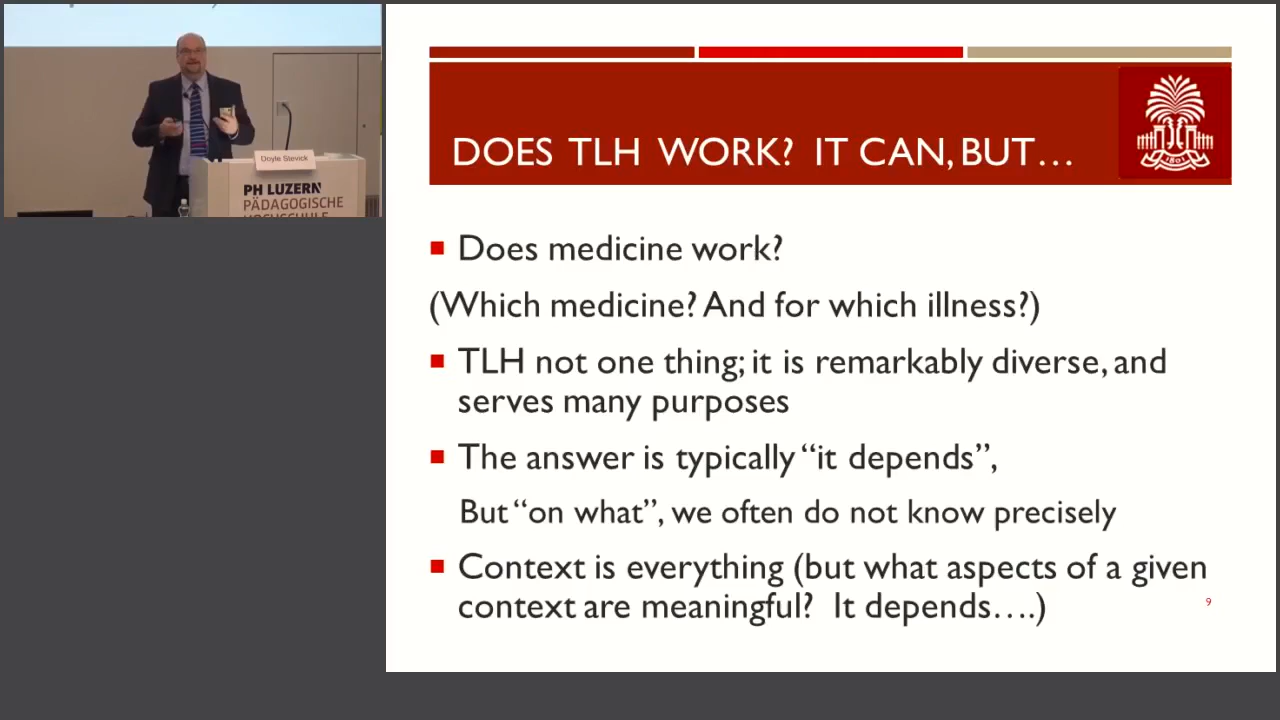 Doyle Stevick
PH LUZERN
PÄDAGOGISCHE
HOCHSCHULE
DOES TLH WORK? IT CAN, BUT…
1801
Does medicine work?
(Which medicine? And for which illness?)
TLH not one thing; it is remarkably diverse, and
serves many purposes
The answer is typically “it depends”,
But “on what”, we often do not know precisely
Context is everything (but what aspects of a given
context are meaningful? It depends….)
9